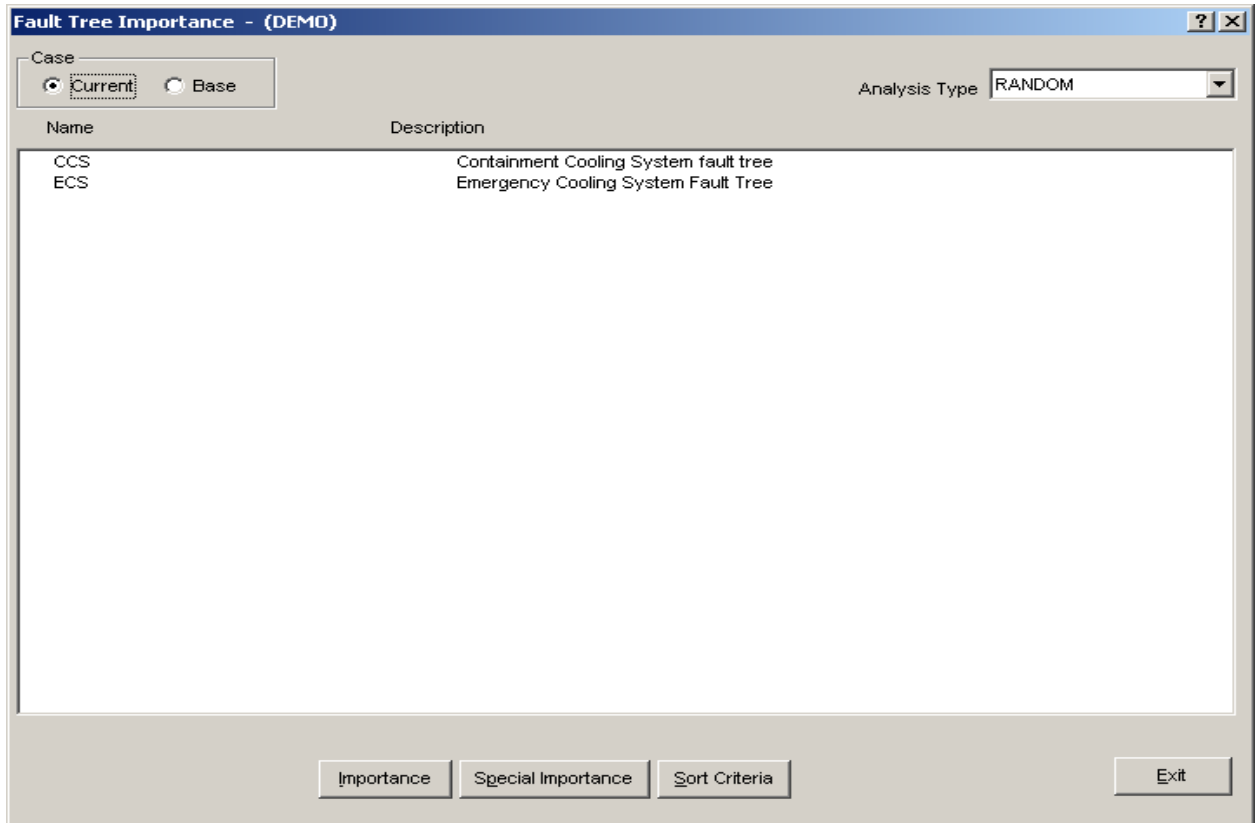 Fault Tree Importance - (DEMO)
Case
Current Base
Analysis Type RANDOM
Name Description
CCS Containment Cooling System fault tree
ECS Emergency Cooling System Fault Tree
Importance Special Importance Sort Criteria Exit